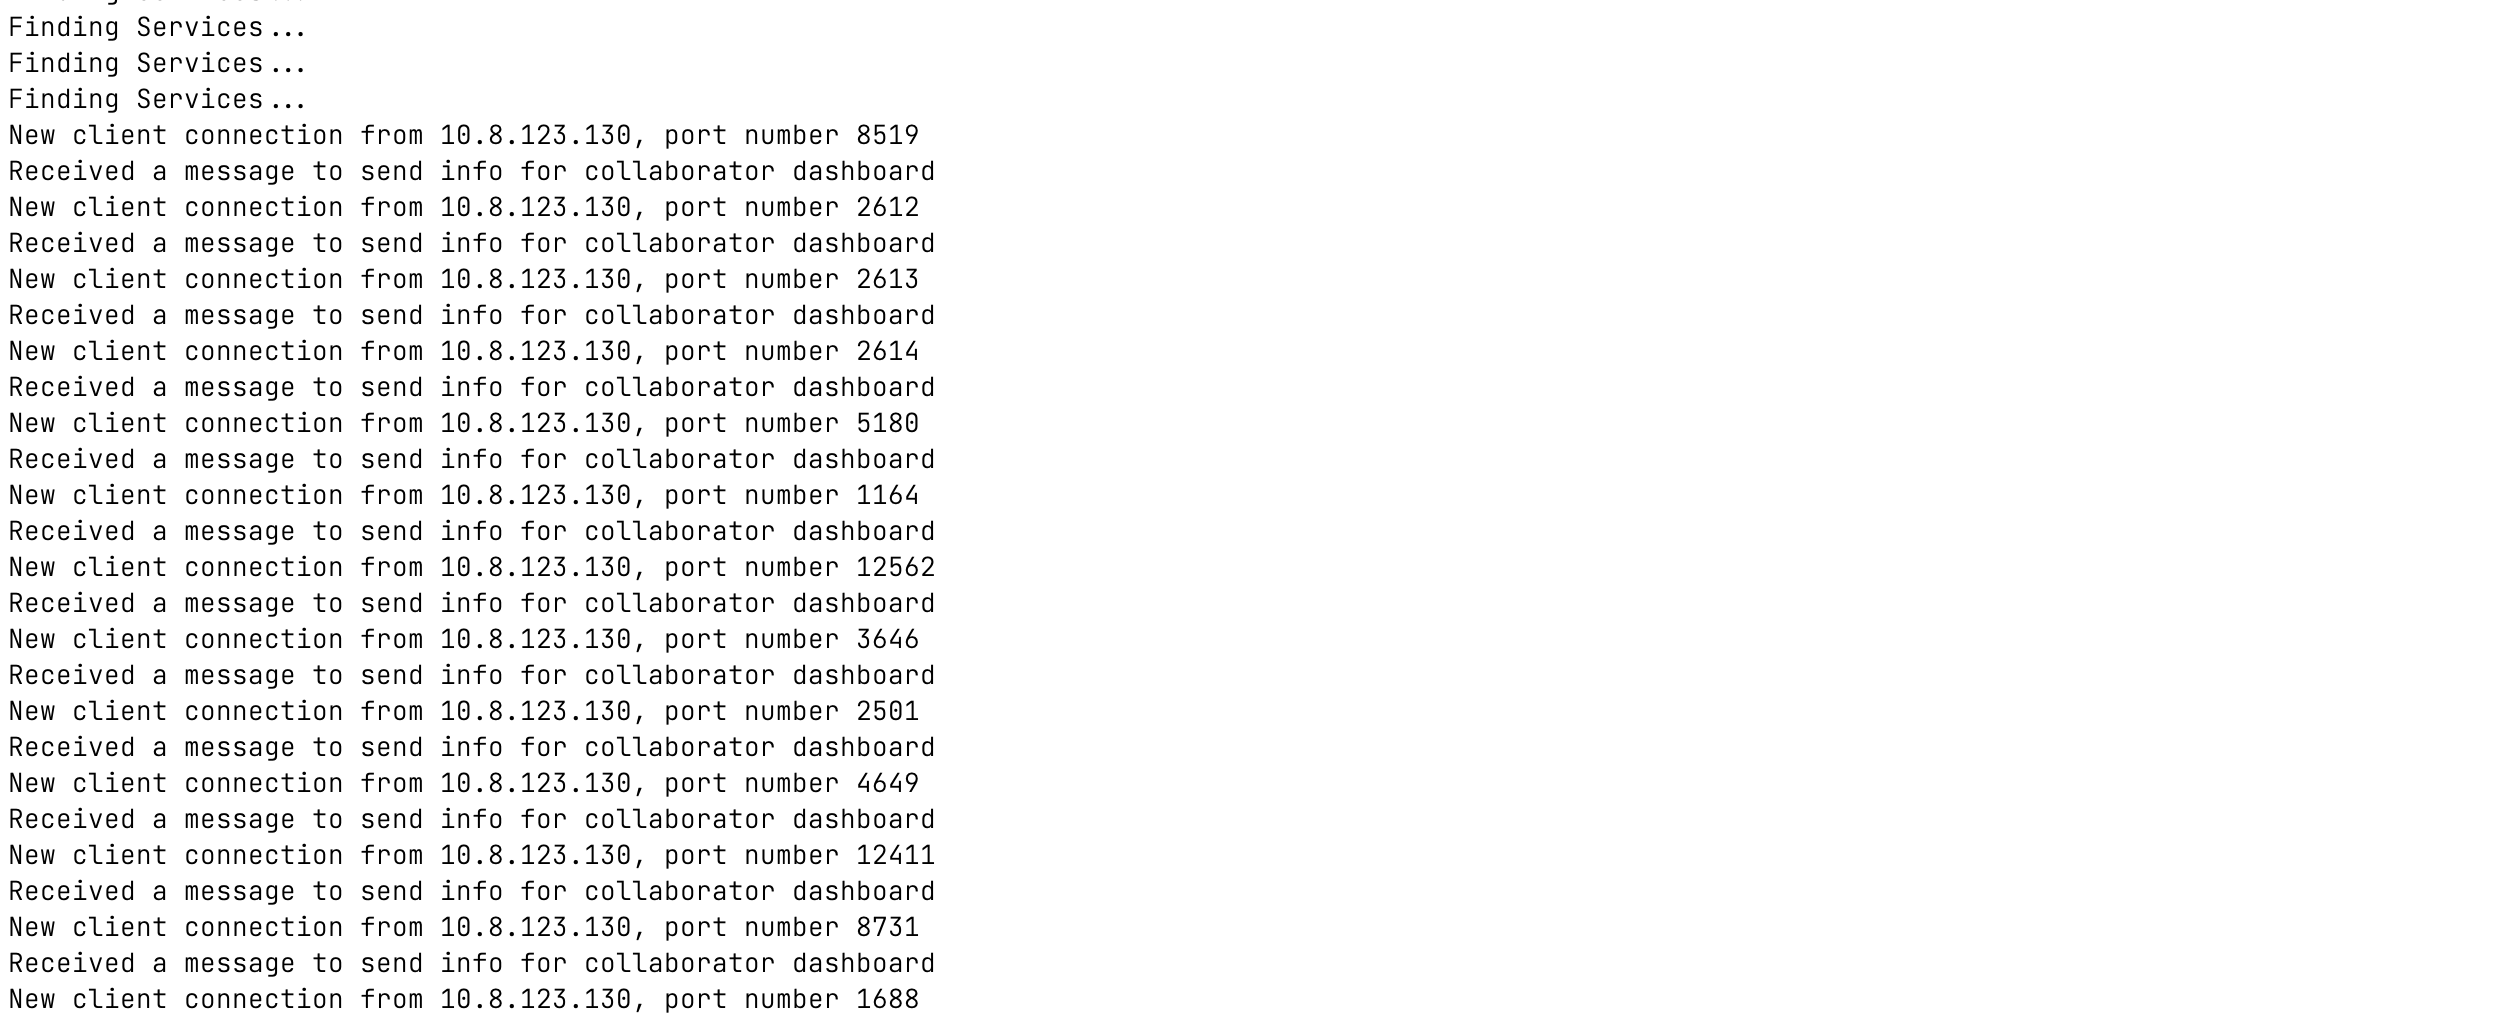 Finding Services...
Finding Services...
Finding Services...
New client connection from 10.8.123.130, port number 8519
Received a message to send info for collaborator dashboard
New client connection from 10.8.123.130, port number 2612
Received a message to send info for collaborator dashboard
New client connection from 10.8.123.130, port number 2613
Received a message to send info for collaborator dashboard
New client connection from 10.8.123.130, port number 2614
Received a message to send info for collaborator dashboard
New client connection from 10.8.123.130, port number 5180
Received a message to send info for collaborator dashboard
New client connection from 10.8.123.130, port number 1164
Received a message to send info for collaborator dashboard
New client connection from 10.8.123.130, port number 12562
Received a message to send info for collaborator dashboard
New client connection from 10.8.123.130, port number 3646
Received a message to send info for collaborator dashboard
New client connection from 10.8.123.130, port number 2501
Received a message to send info for collaborator dashboard
New client connection from 10.8.123.130, port number 4649
Received a message to send info for collaborator dashboard
New client connection from 10.8.123.130, port number 12411
Received a message to send info for collaborator dashboard
New client connection from 10.8.123.130, port number 8731
Received a message to send info for collaborator dashboard
New client connection from 10.8.123.130, port number 1688